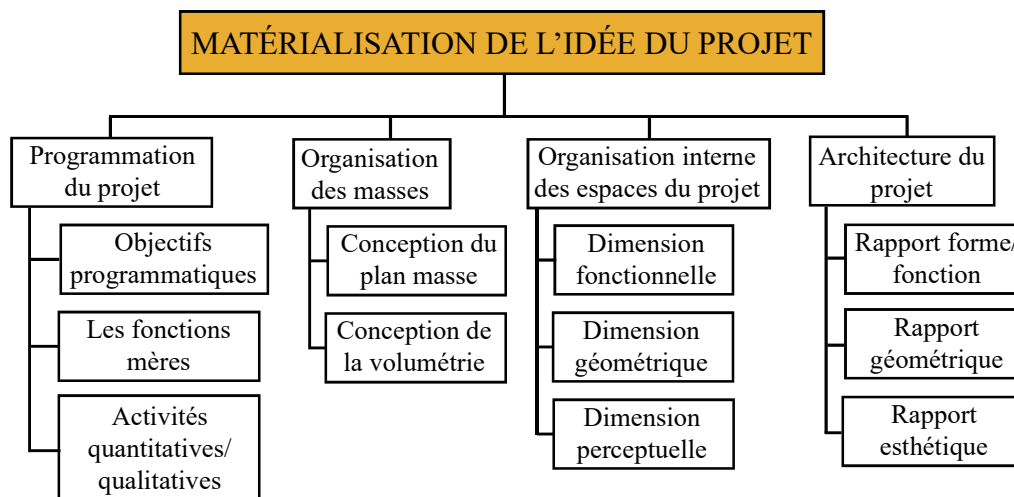 MATÉRIALISATION DE L’IDÉE DU PROJET
Programmation
du projet
Objectifs
programmatiques
Les fonctions
mères
Activités
quantitatives/
qualitatives
Organisation
des masses
Conception du
plan masse
Conception de
la volumétrie
Organisation interne
des espaces du projet
Dimension
fonctionnelle
Dimension
géométrique
Dimension
perceptuelle
Architecture du
projet
Rapport forme/
fonction
Rapport
géométrique
Rapport
esthétique